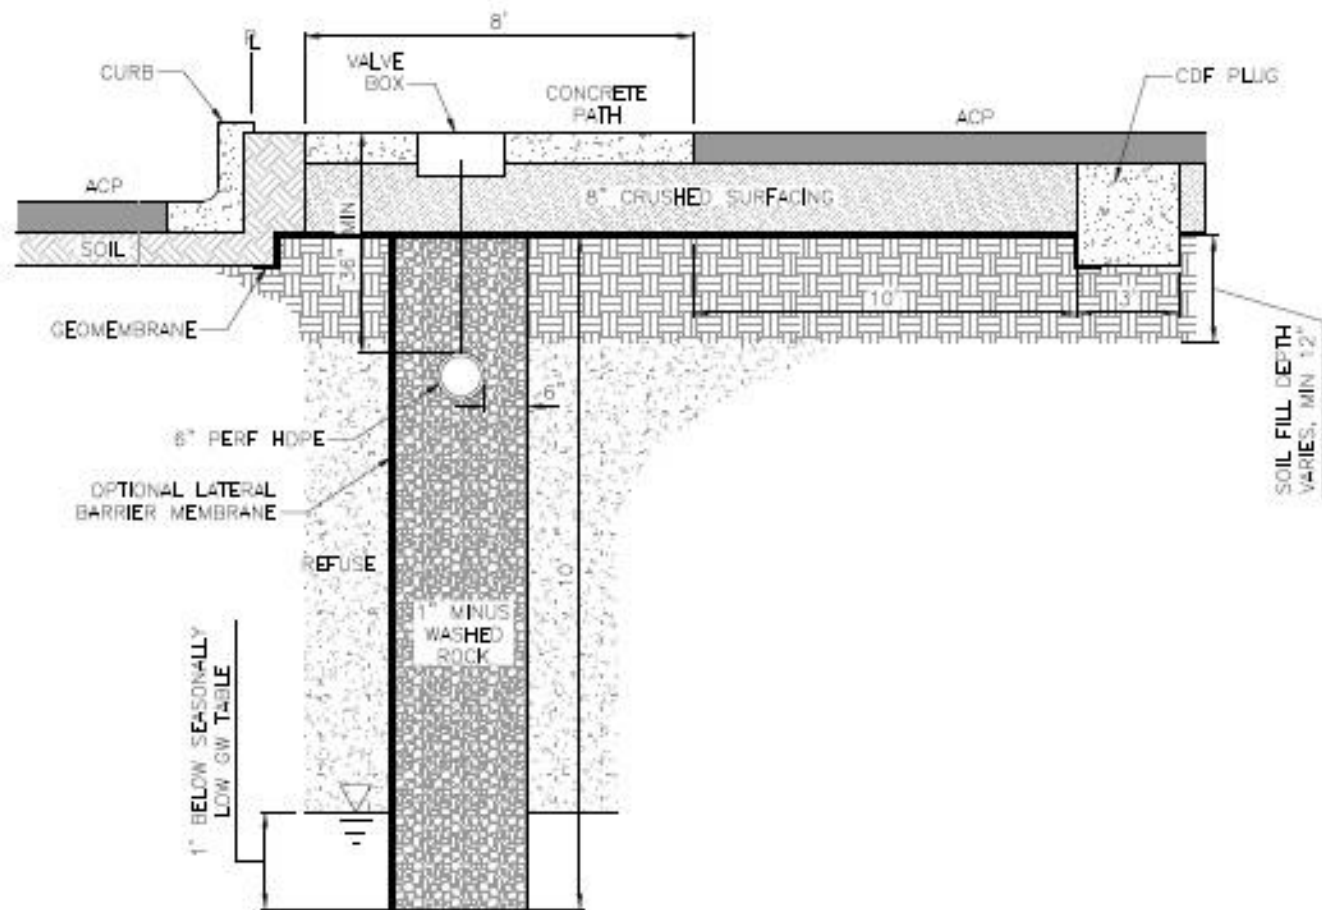 8'
PL
CURB
VALVE
BOX
CONCRETE
PATH
CDF PLUG
ACP
ACP
8" CRUSHED SURFACING
36" MIN
SOIL
GEOMEMBRANE
10'
3'
6"
6" PERF HDPE
OPTIONAL LATERAL
BARRIER MEMBRANE
SOIL FILL DEPTH
VARIES, MIN 12"
REFUSE
10'
1" MINUS
WASHED
ROCK
1" BELOW SEASONALLY
LOW GW TABLE